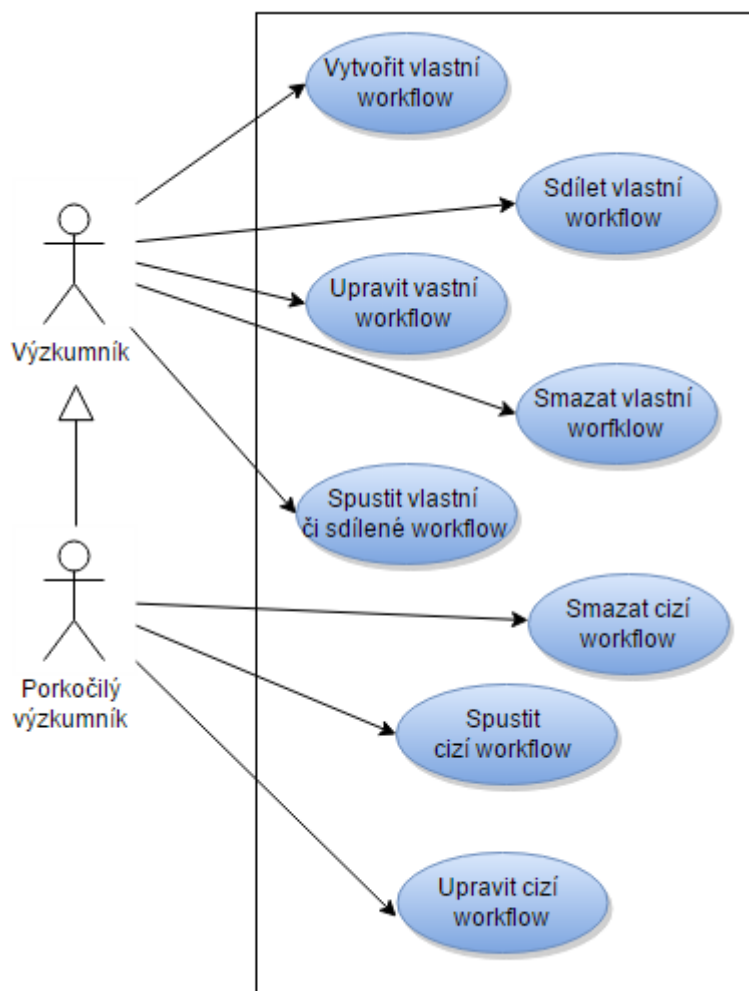 Vytvořit vlastní
workflow
Sdílet vlastní
workflow
Upravit vastní
workflow
Výzkumník
Smazat vlastní
worfklow
Spustit vlastní
či sdílené workflow
Smazat cizí
workflow
Porkočilý
výzkumník
Spustit
cizí workflow
Upravit cizí
workflow